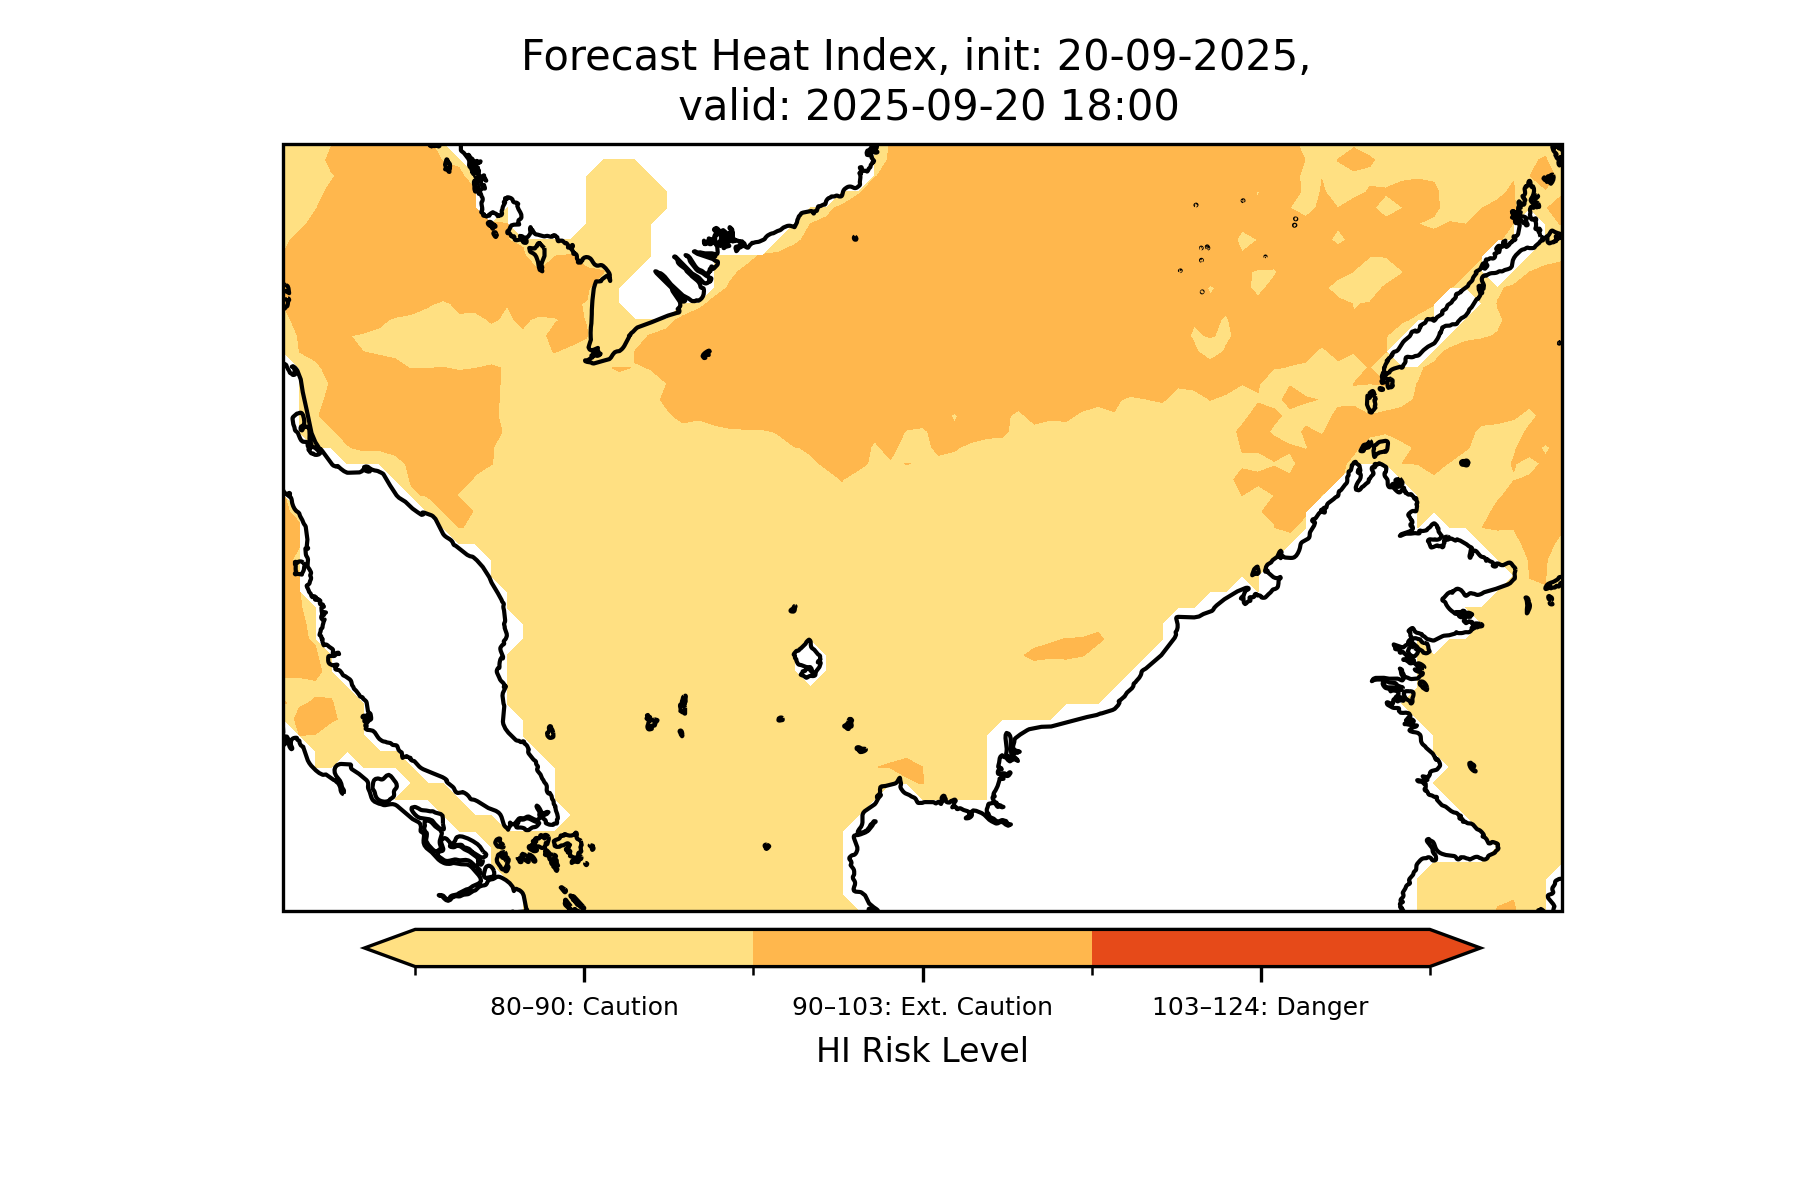 Forecast Heat Index, init: 20-09-2025,
valid: 2025-09-20 18:00
80–90: Caution
90–103: Ext. Caution
103–124: Danger
HI Risk Level